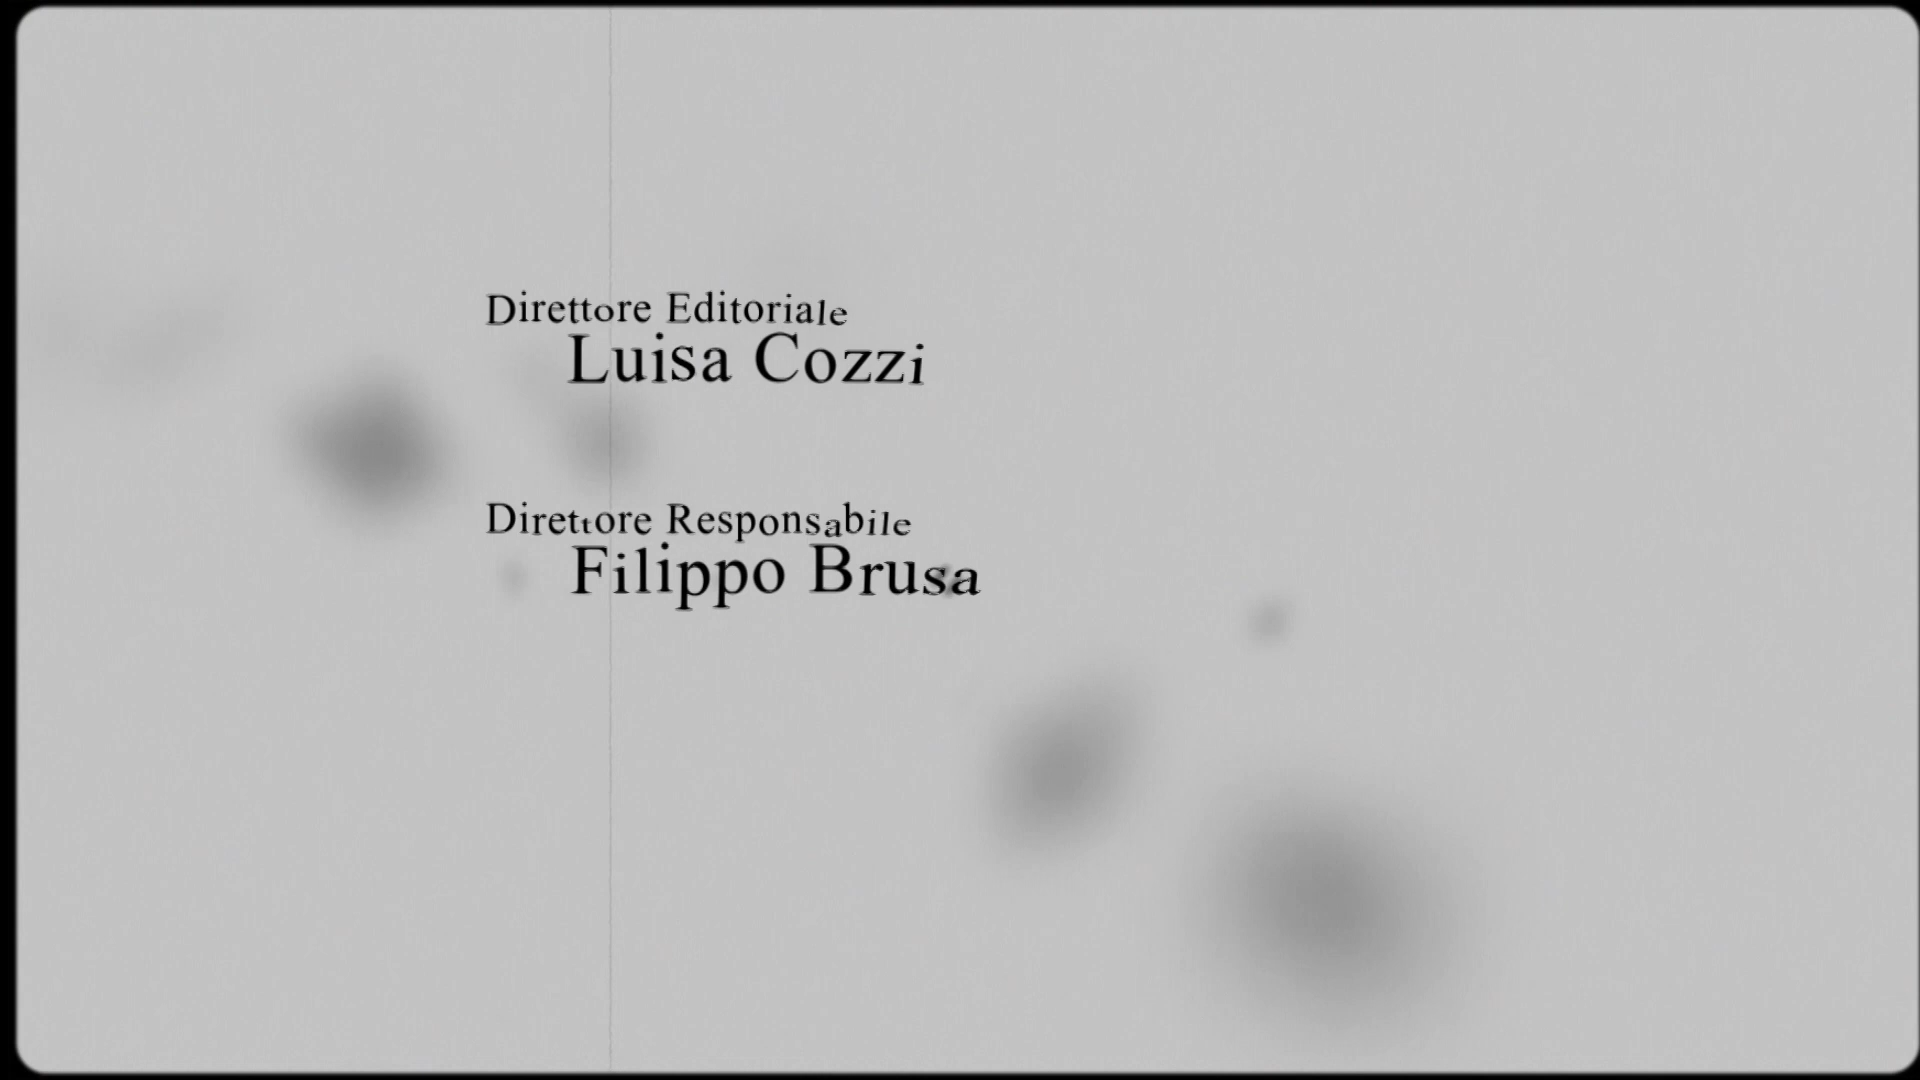 Direttore Editoriale
Luisa Cozzi
Direttore Responsabile
Filippo Brusa